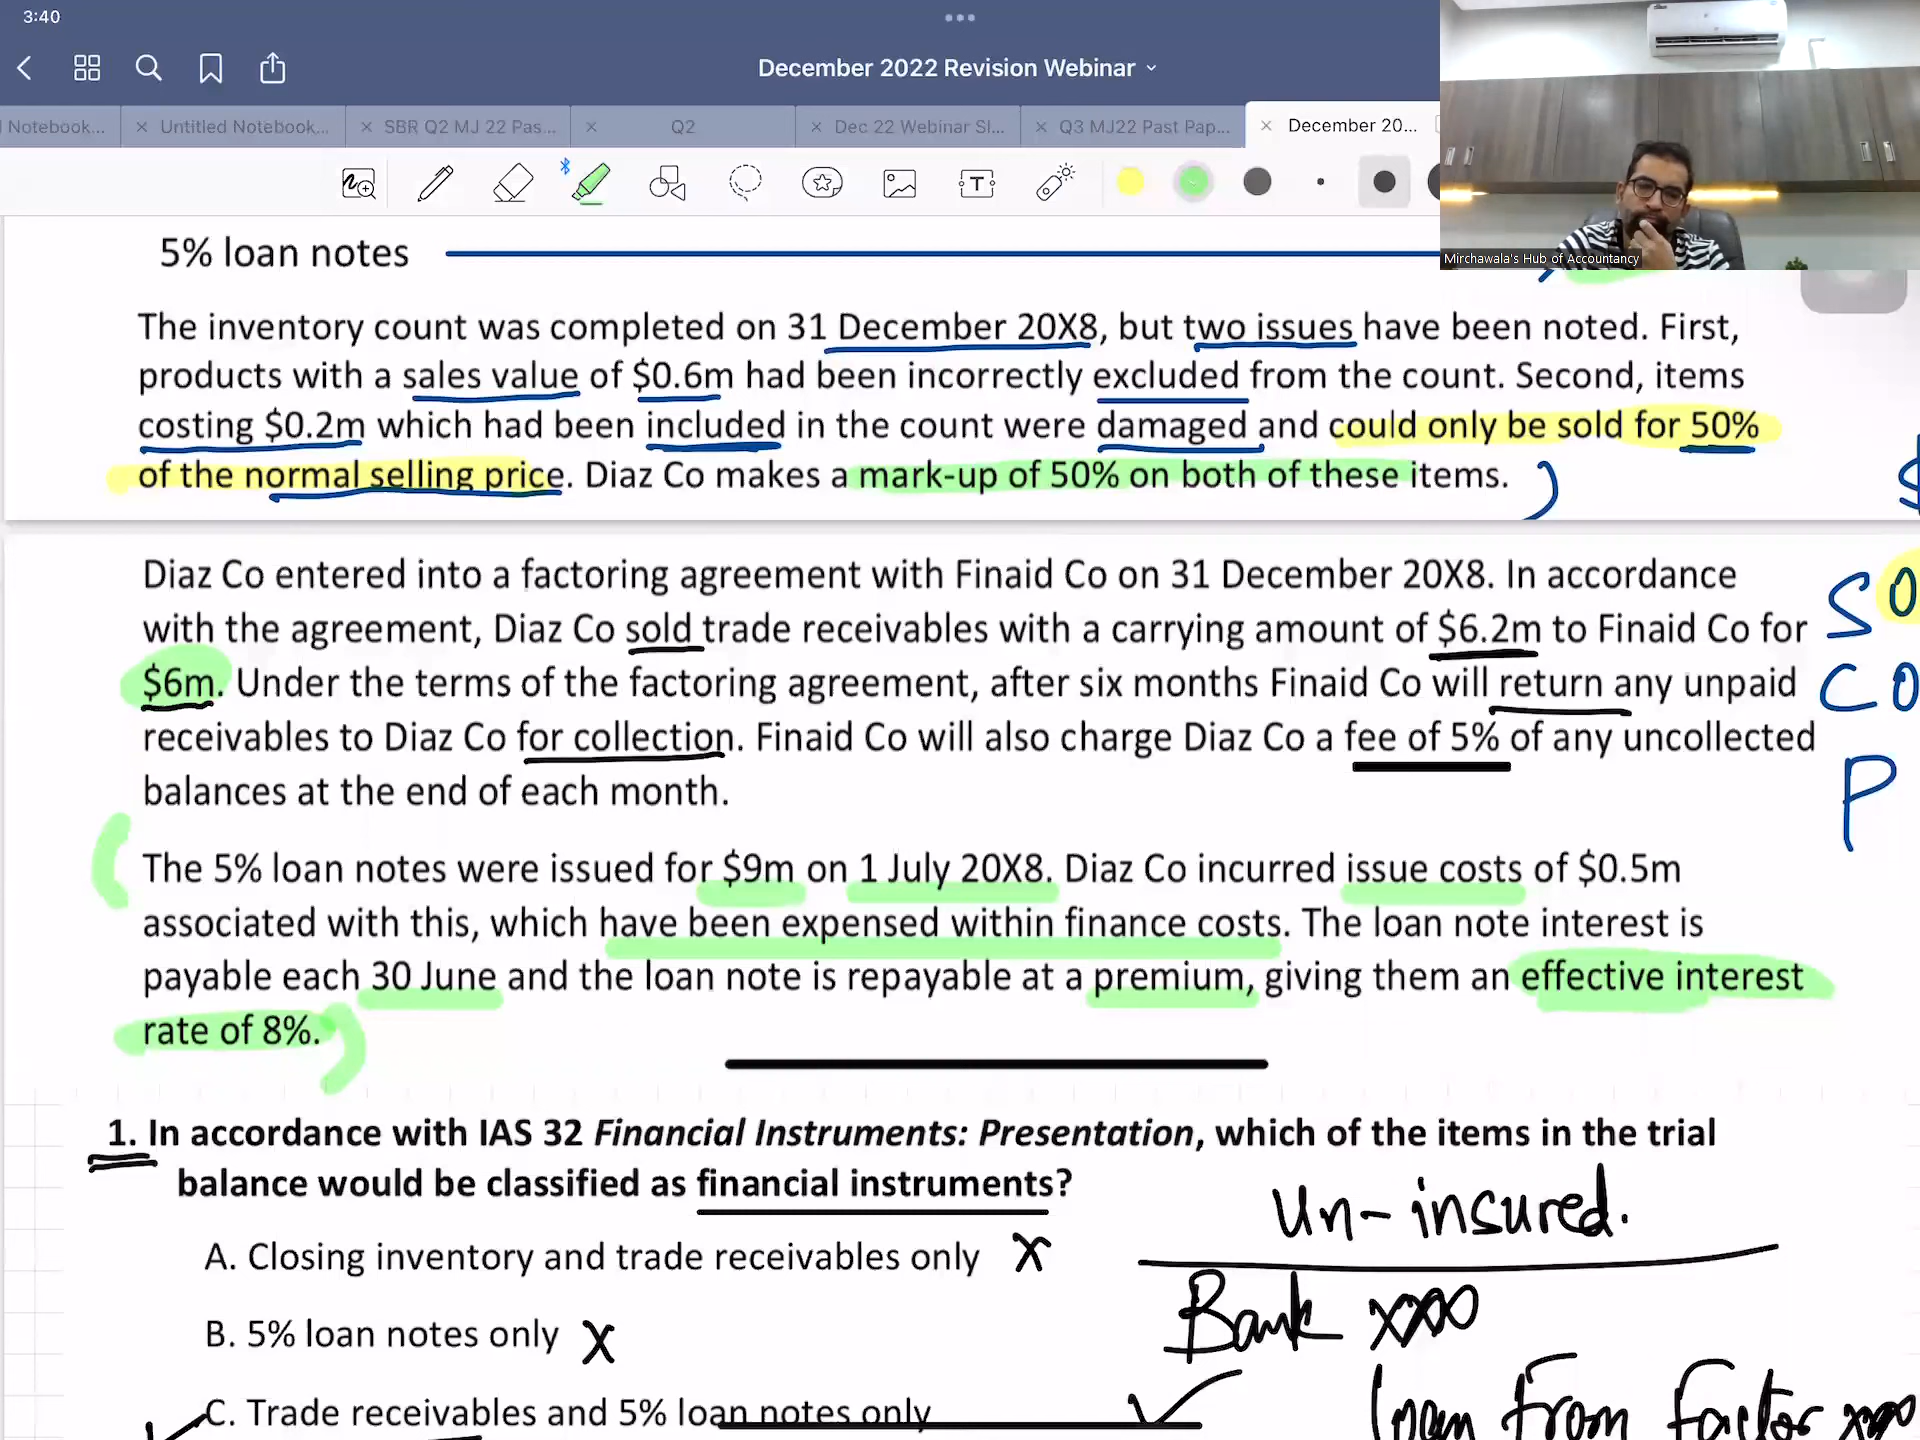 3:40
December 2022 Revision Webinar
Notebook...
Untitled Notebook...
SBR Q2 MJ 22 Pas...
Q2
Dec 22 Webinar Sl...
Q3 MJ22 Past Pap...
December 20...
Mirchawala's Hub of Accountancy
5% loan notes
The inventory count was completed on 31 December 20X8, but two issues have been noted. First,
products with a sales value of $0.6m had been incorrectly excluded from the count. Second, items
costing $0.2m which had been included in the count were damaged and could only be sold for 50%
of the normal selling price. Diaz Co makes a mark-up of 50% on both of these items.
$
Diaz Co entered into a factoring agreement with Finaid Co on 31 December 20X8. In accordance
with the agreement, Diaz Co sold trade receivables with a carrying amount of $6.2m to Finaid Co for
$6m. Under the terms of the factoring agreement, after six months Finaid Co will return any unpaid
receivables to Diaz Co for collection. Finaid Co will also charge Diaz Co a fee of 5% of any uncollected
balances at the end of each month.
P
The 5% loan notes were issued for $9m on 1 July 20X8. Diaz Co incurred issue costs of $0.5m
associated with this, which have been expensed within finance costs. The loan note interest is
payable each 30 June and the loan note is repayable at a premium, giving them an effective interest
rate of 8%.
1. In accordance with IAS 32 Financial Instruments: Presentation, which of the items in the trial
balance would be classified as financial instruments?
Un-insured.
A. Closing inventory and trade receivables only x
Bank xxx
B. 5% loan notes only x
C. Trade receivables and 5% loan notes only
loan From Factor xxx